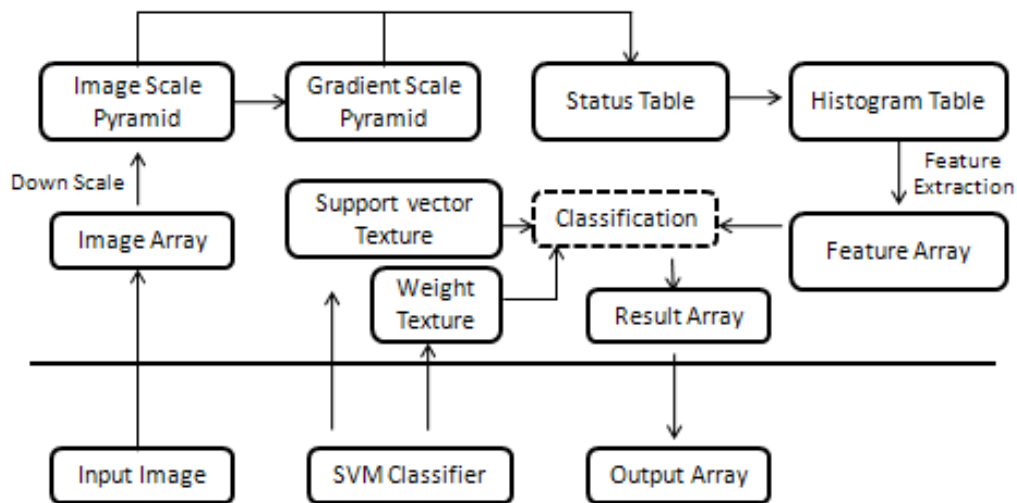 Image Scale
Pyramid
Gradient Scale
Pyramid
Status Table
Histogram Table
Down Scale
Feature
Extraction
Image Array
Support vector
Texture
Classification
Feature Array
Weight
Texture
Result Array
Input Image
SVM Classifier
Output Array